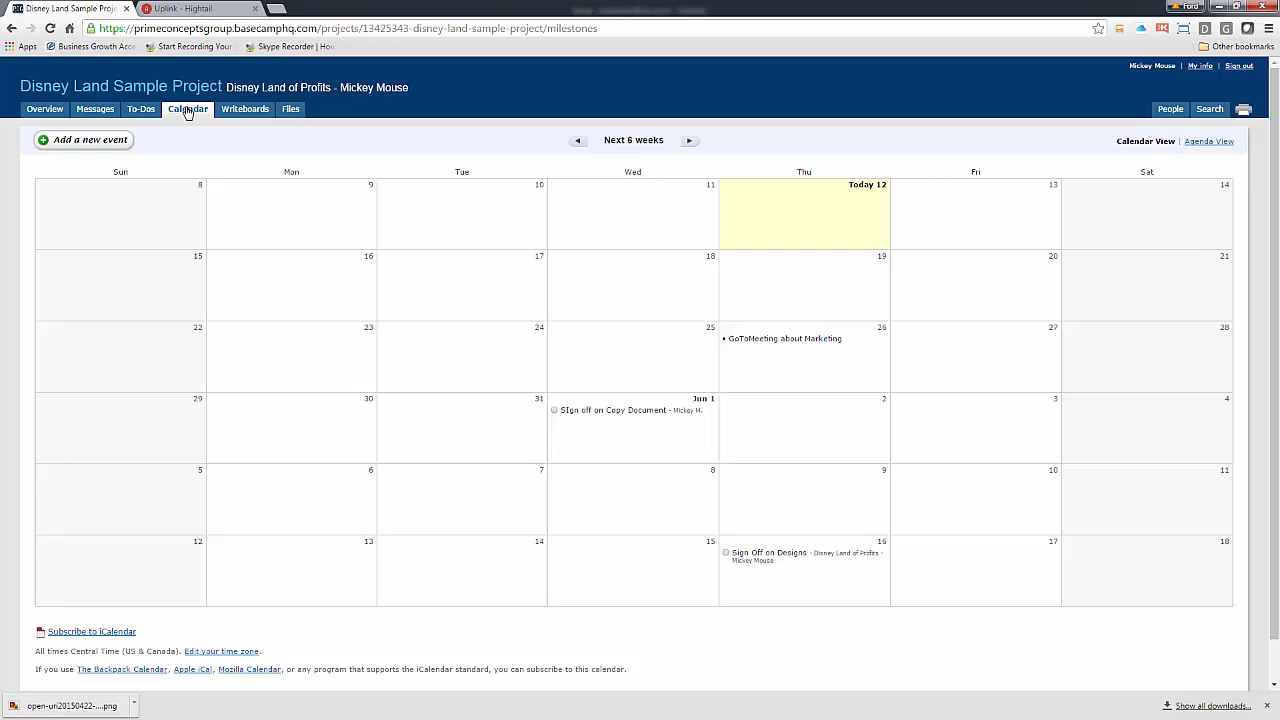 Disney Land Sample Proje
Uplink - Hightail
Ford
https://primeconceptsgroup.basecamphq.com/projects/13425343-disney-land-sample-project/milestones
Apps
Business Growth Acce
Start Recording Your
Skype Recorder | How
Other bookmarks
Mickey Mouse | My info | Sign out
Disney Land Sample Project Disney Land of Profits - Mickey Mouse
Overview Messages To-Dos Calendar Writeboards Files People Search
Add a new event
Next 6 weeks
Calendar View | Agenda View
Sun Mon Tue Wed Thu Fri Sat
8 9 10 11 Today 12 13 14
15 16 17 18 19 20 21
22 23 24 25 26 27 28
• GoToMeeting about Marketing
29 30 31 Jun 1 2 3 4
SIgn off on Copy Document - Mickey M.
5 6 7 8 9 10 11
12 13 14 15 16 17 18
Sign Off on Designs - Disney Land of Profits -
Mickey Mouse
Subscribe to iCalendar
All times Central Time (US & Canada). Edit your time zone.
If you use The Backpack Calendar, Apple iCal, Mozilla Calendar, or any program that supports the iCalendar standard, you can subscribe to this calendar.
open-uri20150422-....png
Show all downloads...